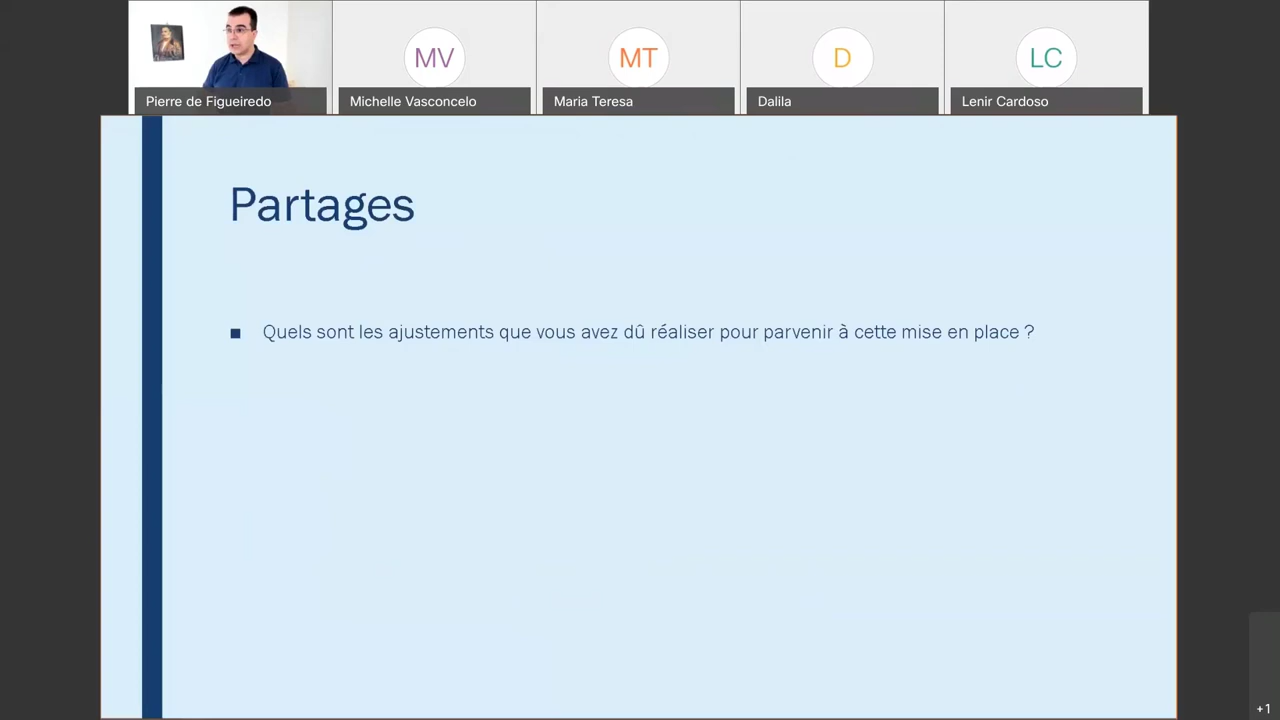 MV
MT
D
LC
Pierre de Figueiredo
Michelle Vasconcelo
Maria Teresa
Dalila
Lenir Cardoso
Partages
Quels sont les ajustements que vous avez dû réaliser pour parvenir à cette mise en place ?
+1